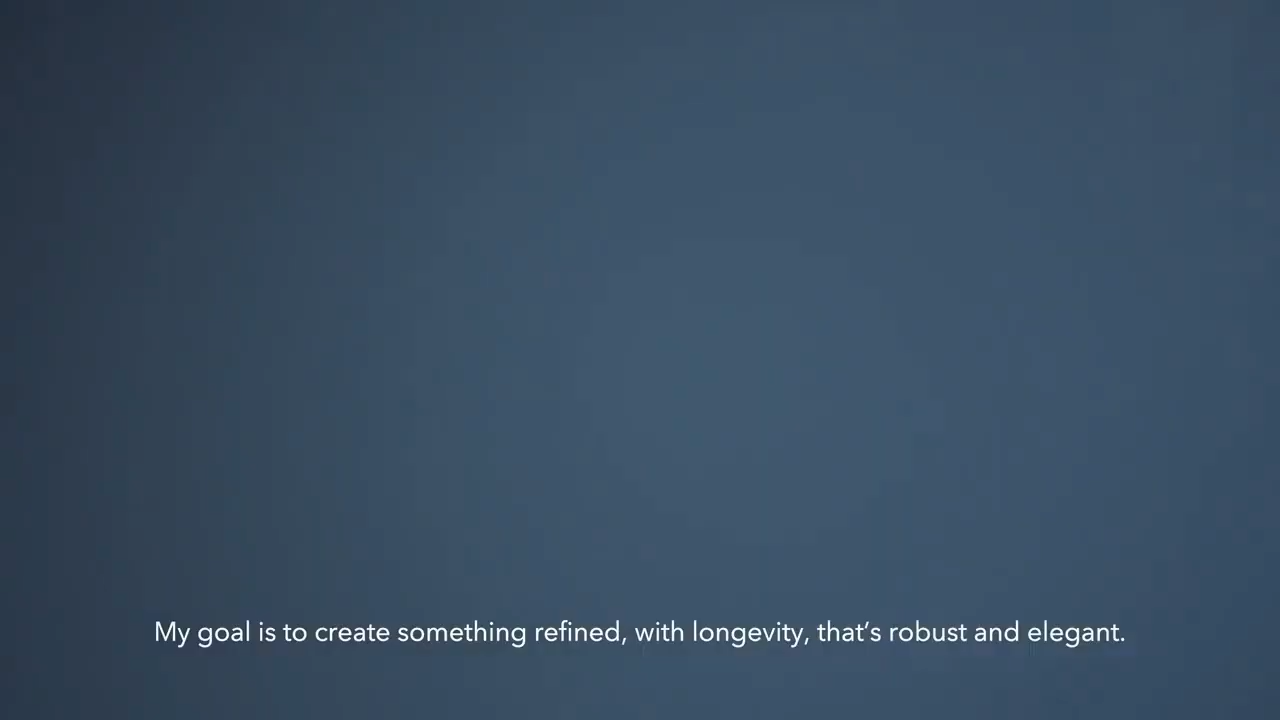 My goal is to create something refined, with longevity, that’s robust and elegant.